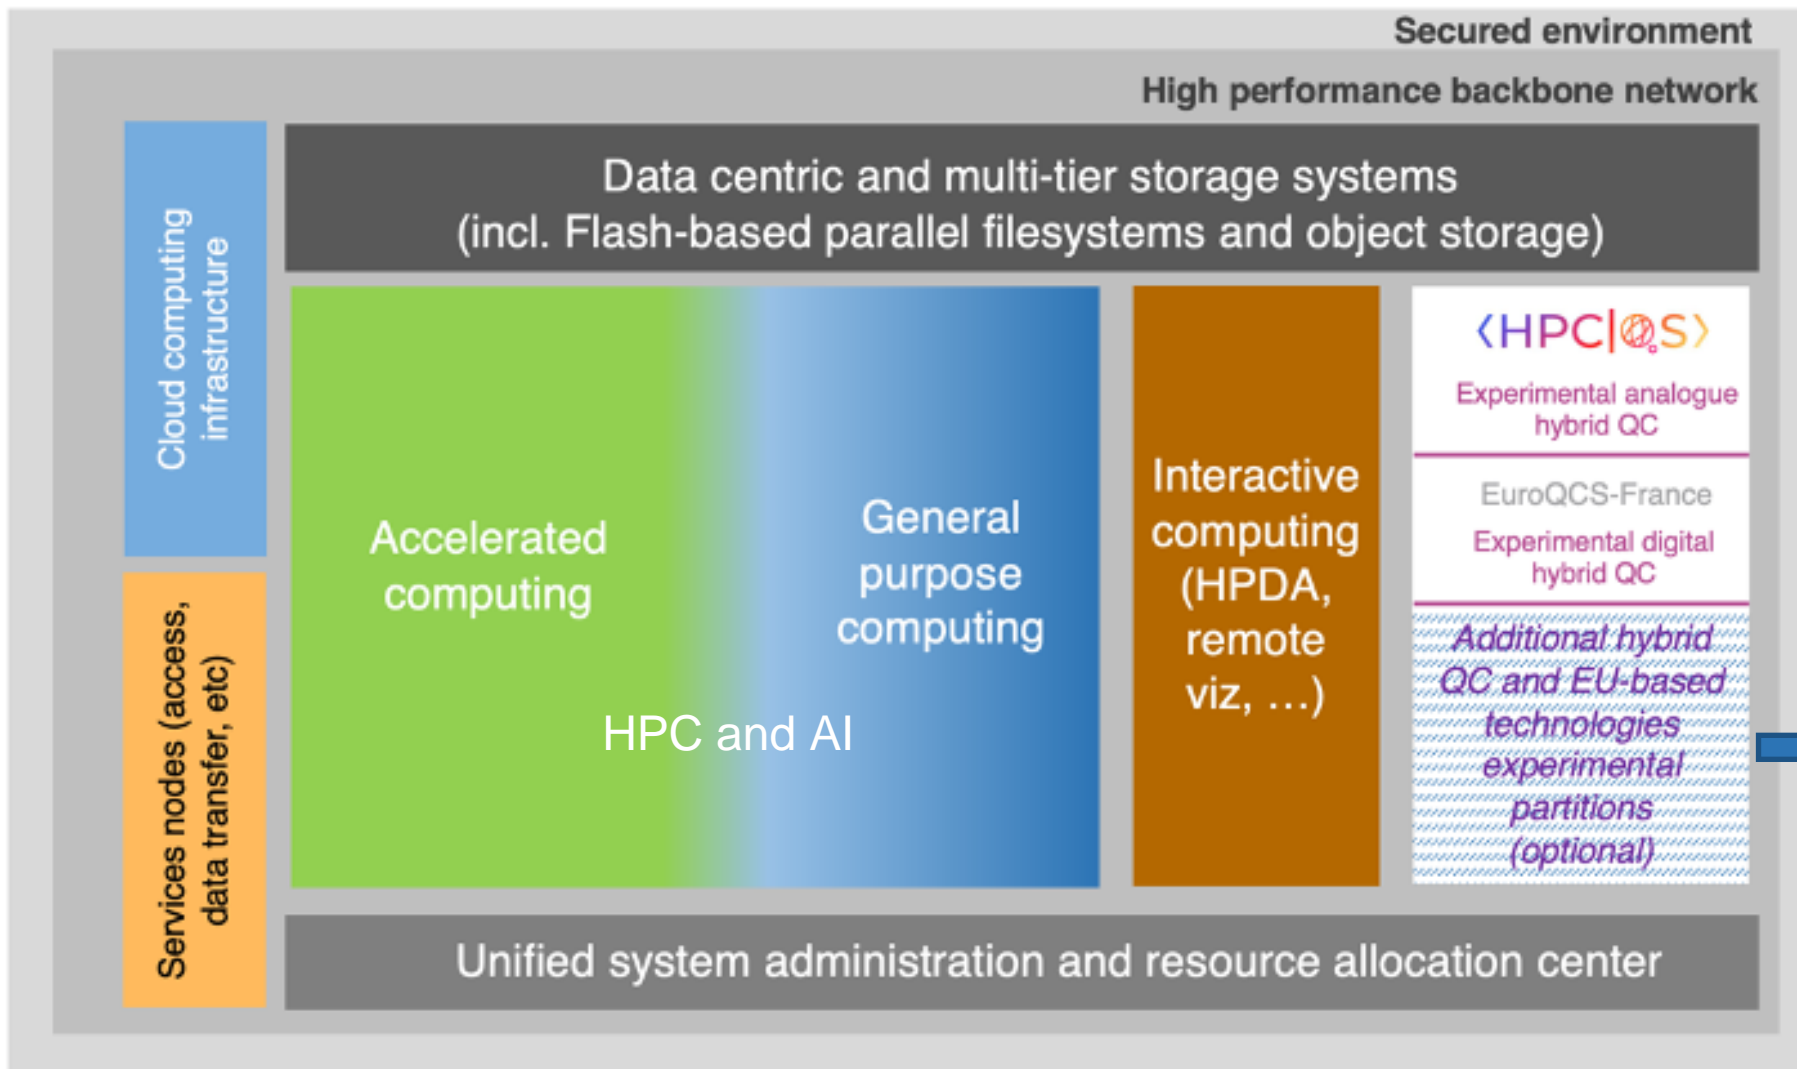 Secured environment
High performance backbone network
Cloud computing
infrastructure
Services nodes (access,
data transfer, etc)
Data centric and multi-tier storage systems
(incl. Flash-based parallel filesystems and object storage)
Accelerated
computing
General
purpose
computing
HPC and AI
Interactive
computing
(HPDA,
remote
viz, …)
⟨HPC|QS⟩
Experimental analogue
hybrid QC
EuroQCS-France
Experimental digital
hybrid QC
Additional hybrid
QC and EU-based
technologies
experimental
partitions
(optional)
Unified system administration and resource allocation center